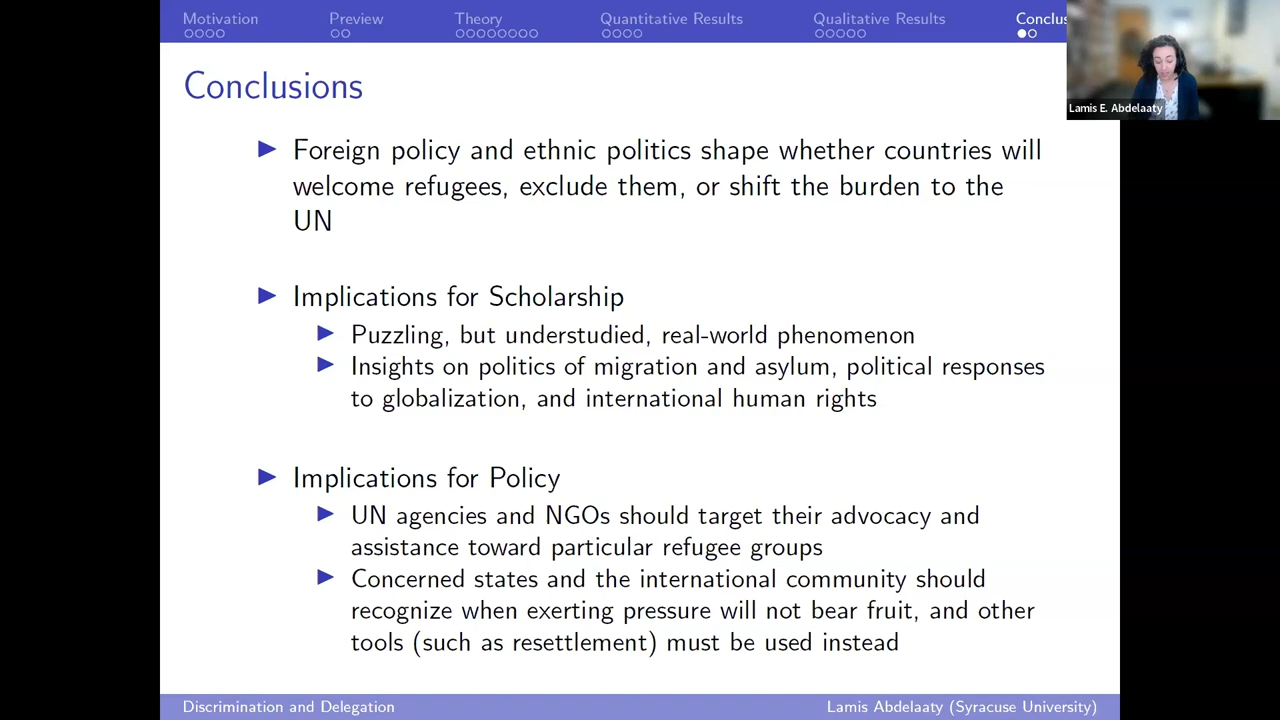 Motivation Preview Theory Quantitative Results Qualitative Results Conclus
Lamis E. Abdelaaty
Conclusions
Foreign policy and ethnic politics shape whether countries will
welcome refugees, exclude them, or shift the burden to the
UN
Implications for Scholarship
Puzzling, but understudied, real-world phenomenon
Insights on politics of migration and asylum, political responses
to globalization, and international human rights
Implications for Policy
UN agencies and NGOs should target their advocacy and
assistance toward particular refugee groups
Concerned states and the international community should
recognize when exerting pressure will not bear fruit, and other
tools (such as resettlement) must be used instead
Discrimination and Delegation Lamis Abdelaaty (Syracuse University)